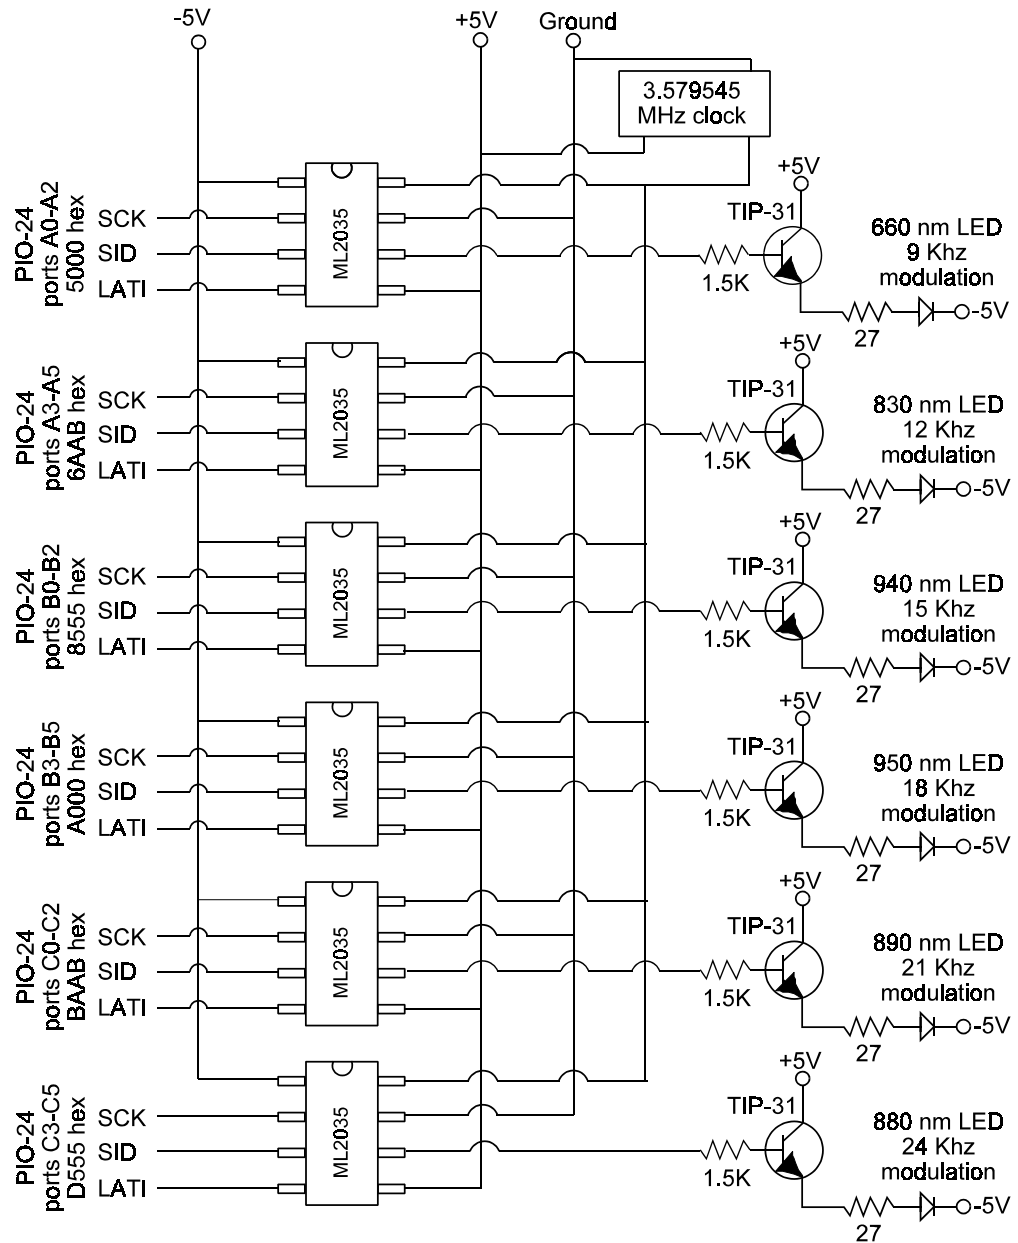 -5V
+5V
Ground
3.579545
MHz clock
PIO-24
ports A0-A2
5000 hex
SCK
SID
LATI
ML2035
+5V
TIP-31
1.5K
27
-5V
660 nm LED
9 Khz
modulation
PIO-24
ports A3-A5
6AAB hex
SCK
SID
LATI
ML2035
+5V
TIP-31
1.5K
27
-5V
830 nm LED
12 Khz
modulation
PIO-24
ports B0-B2
8555 hex
SCK
SID
LATI
ML2035
+5V
TIP-31
1.5K
27
-5V
940 nm LED
15 Khz
modulation
PIO-24
ports B3-B5
A000 hex
SCK
SID
LATI
ML2035
+5V
TIP-31
1.5K
27
-5V
950 nm LED
18 Khz
modulation
PIO-24
ports C0-C2
BAAB hex
SCK
SID
LATI
ML2035
+5V
TIP-31
1.5K
27
-5V
890 nm LED
21 Khz
modulation
PIO-24
ports C3-C5
D555 hex
SCK
SID
LATI
ML2035
+5V
TIP-31
1.5K
27
-5V
880 nm LED
24 Khz
modulation